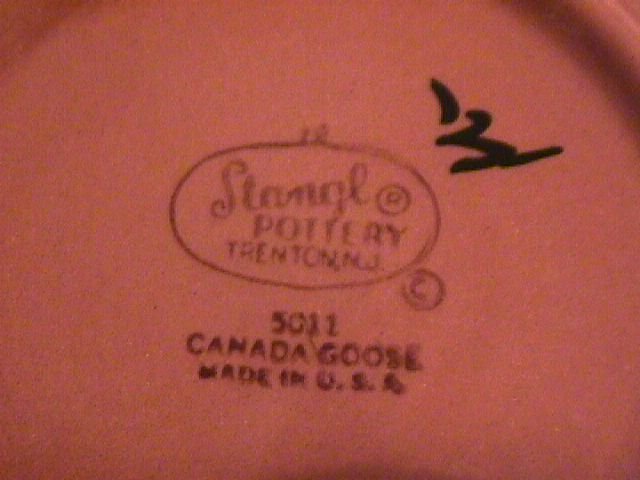 Stangl ®
POTTERY
TRENTON, N.J.
©
5011
CANADA GOOSE
MADE IN U.S.A.